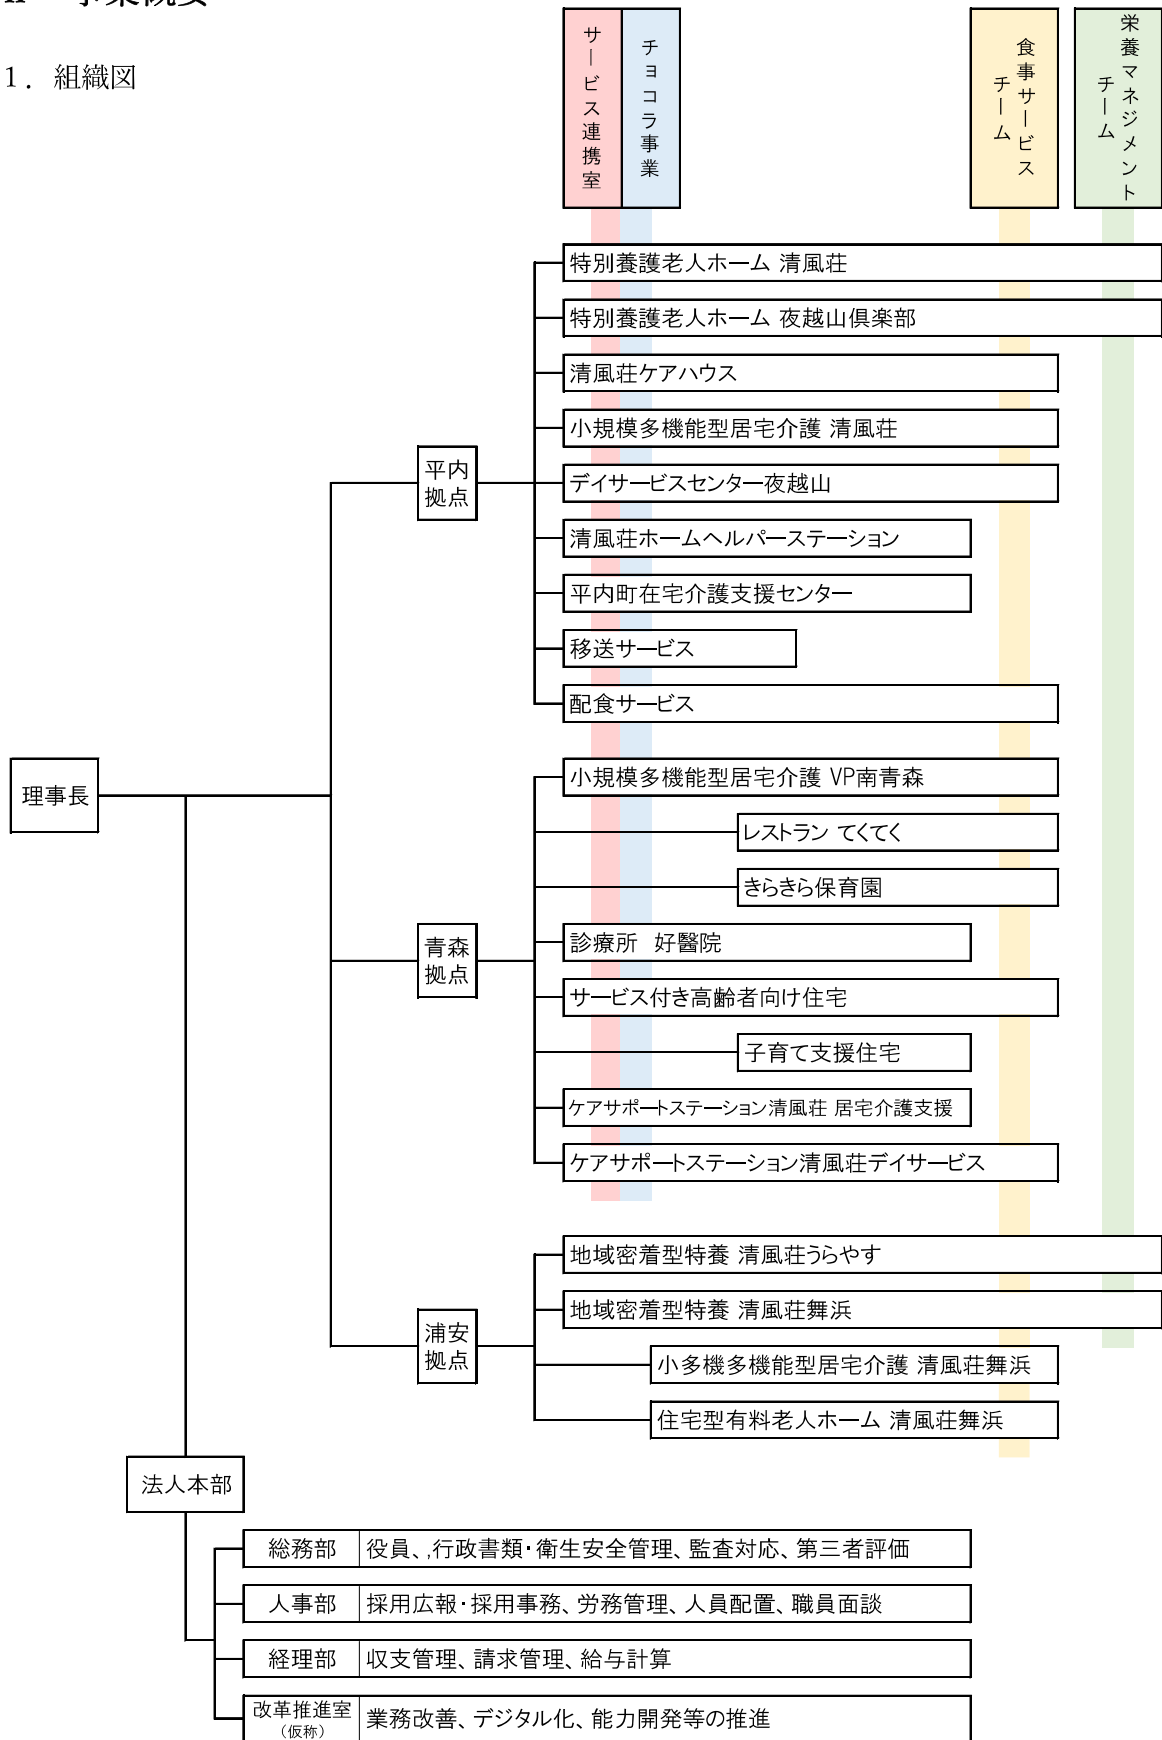 1．組織図
サービス連携室
チョコラ事業
食事サービス
チーム
栄養マネジメント
チーム
特別養護老人ホーム 清風荘
特別養護老人ホーム 夜越山倶楽部
清風荘ケアハウス
小規模多機能型居宅介護 清風荘
平内
拠点
デイサービスセンター夜越山
清風荘ホームヘルパーステーション
平内町在宅介護支援センター
移送サービス
配食サービス
理事長
小規模多機能型居宅介護 VP南青森
レストラン てくてく
きらきら保育園
青森
拠点
診療所 好醫院
サービス付き高齢者向け住宅
子育て支援住宅
ケアサポートステーション清風荘 居宅介護支援
ケアサポートステーション清風荘デイサービス
地域密着型特養 清風荘うらやす
地域密着型特養 清風荘舞浜
浦安
拠点
小多機多機能型居宅介護 清風荘舞浜
住宅型有料老人ホーム 清風荘舞浜
法人本部
総務部 役員、,行政書類・衛生安全管理、監査対応、第三者評価
人事部 採用広報・採用事務、労務管理、人員配置、職員面談
経理部 収支管理、請求管理、給与計算
改革推進室
（仮称）
業務改善、デジタル化、能力開発等の推進